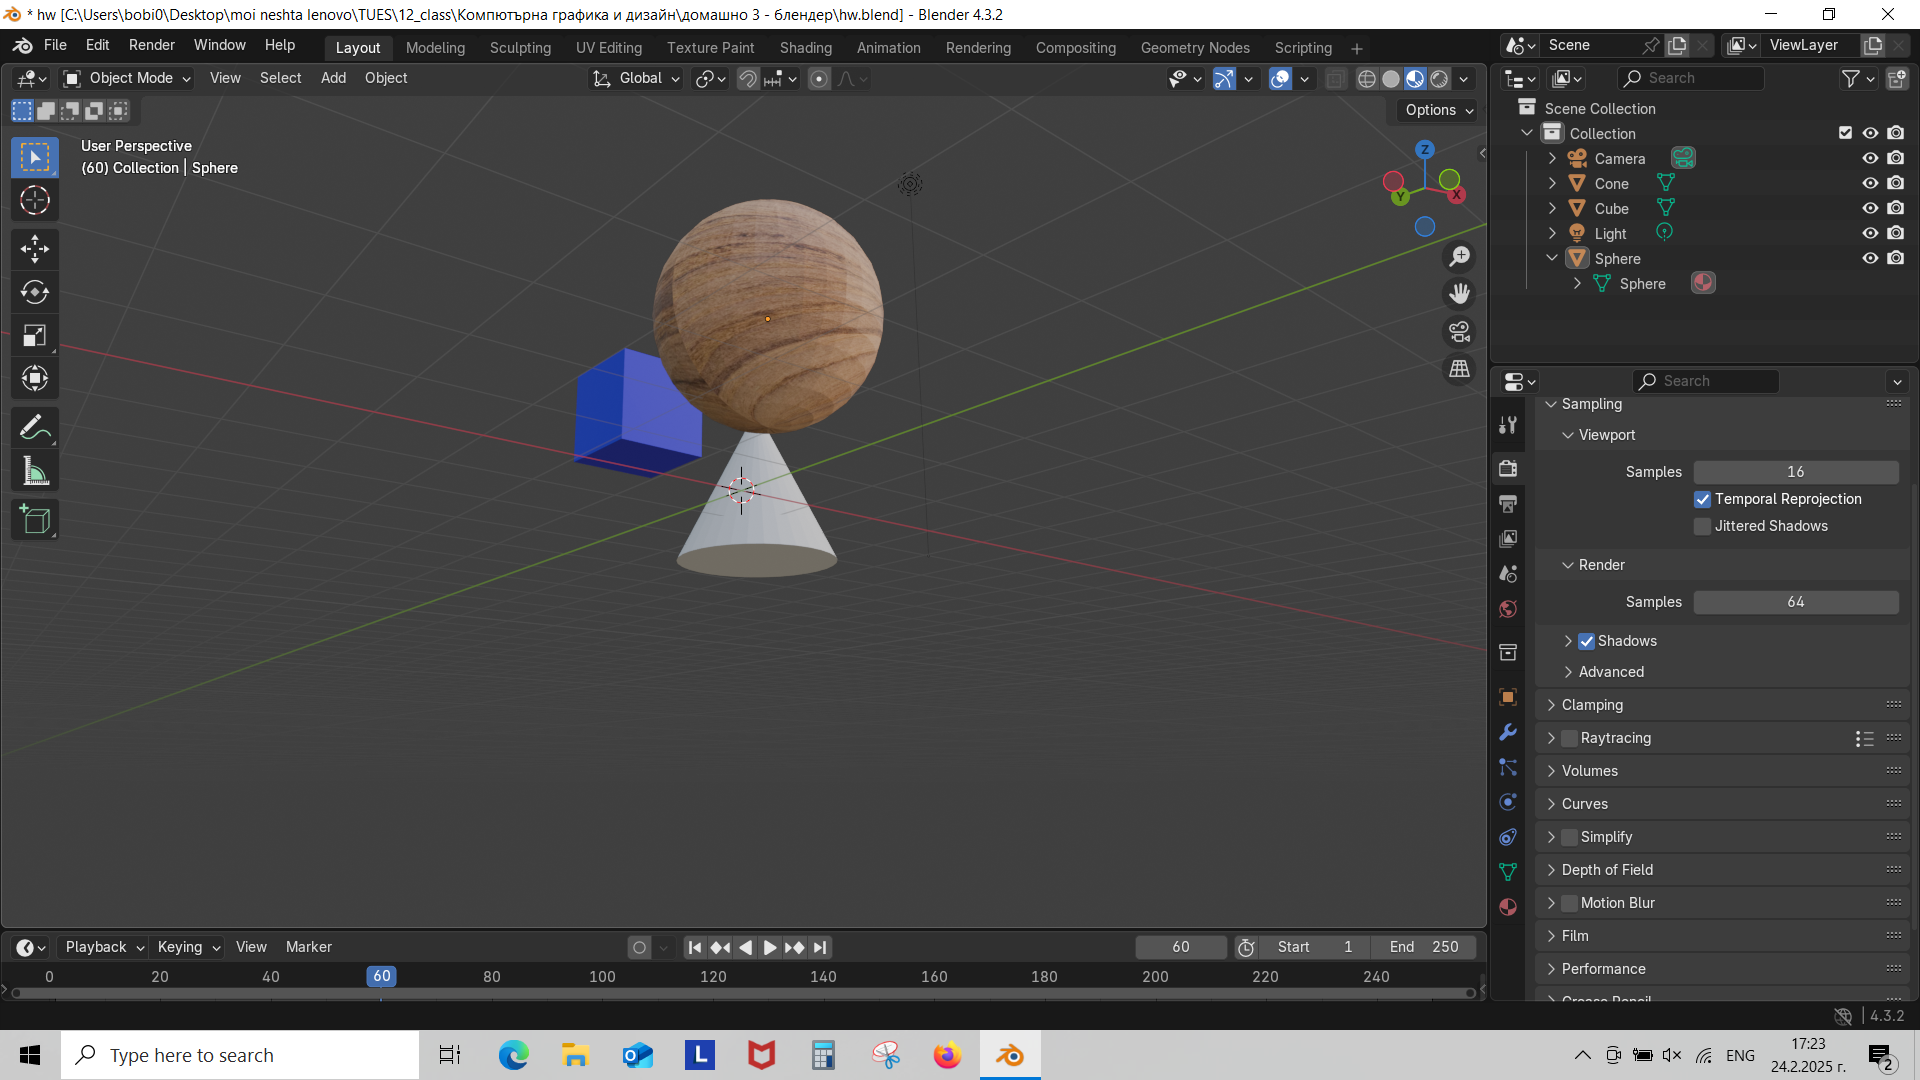 * hw [C:\Users\bobi0\Desktop\moi neshta lenovo\TUES\12_class\Компютърна графика и дизайн\домашно 3 - блендер\hw.blend] - Blender 4.3.2
File Edit Render Window Help Layout Modeling Sculpting UV Editing Texture Paint Shading Animation Rendering Compositing Geometry Nodes Scripting + Scene ViewLayer
Object Mode View Select Add Object Global Search
Options
User Perspective
(60) Collection | Sphere
Z
X
Y
Scene Collection
Collection
Camera
Cone
Cube
Light
Sphere
Sphere
Search
Sampling
Viewport
Samples 16
Temporal Reprojection
Jittered Shadows
Render
Samples 64
Shadows
Advanced
Clamping
Raytracing
Volumes
Curves
Simplify
Depth of Field
Motion Blur
Film
Performance
Grease Pencil
Playback Keying View Marker 60 Start 1 End 250
0 20 40 60 80 100 120 140 160 180 200 220 240
4.3.2
Type here to search
L
ENG
17:23
24.2.2025 г.
2